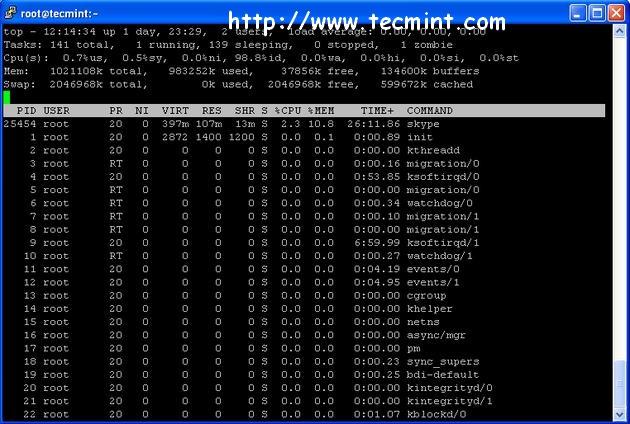 root@tecmint:~
http://www.tecmint.com
top - 12:14:34 up 1 day, 23:29, 2 users, load average: 0.00, 0.00, 0.00
Tasks: 141 total, 1 running, 139 sleeping, 0 stopped, 1 zombie
Cpu(s): 0.7%us, 0.5%sy, 0.0%ni, 98.8%id, 0.0%wa, 0.0%hi, 0.0%si, 0.0%st
Mem: 1021108k total, 983252k used, 37856k free, 134600k buffers
Swap: 2046968k total, 0k used, 2046968k free, 599672k cached
PID USER PR NI VIRT RES SHR S %CPU %MEM TIME+ COMMAND
25454 root 20 0 397m 107m 13m S 2.3 10.8 26:11.86 skype
1 root 20 0 2872 1400 1200 S 0.0 0.1 0:00.89 init
2 root 20 0 0 0 0 S 0.0 0.0 0:00.00 kthreadd
3 root RT 0 0 0 0 S 0.0 0.0 0:00.16 migration/0
4 root 20 0 0 0 0 S 0.0 0.0 0:53.85 ksoftirqd/0
5 root RT 0 0 0 0 S 0.0 0.0 0:00.00 migration/0
6 root RT 0 0 0 0 S 0.0 0.0 0:00.34 watchdog/0
7 root RT 0 0 0 0 S 0.0 0.0 0:00.10 migration/1
8 root RT 0 0 0 0 S 0.0 0.0 0:00.00 migration/1
9 root 20 0 0 0 0 S 0.0 0.0 6:59.99 ksoftirqd/1
10 root RT 0 0 0 0 S 0.0 0.0 0:00.27 watchdog/1
11 root 20 0 0 0 0 S 0.0 0.0 0:04.19 events/0
12 root 20 0 0 0 0 S 0.0 0.0 0:04.95 events/1
13 root 20 0 0 0 0 S 0.0 0.0 0:00.00 cgroup
14 root 20 0 0 0 0 S 0.0 0.0 0:00.00 khelper
15 root 20 0 0 0 0 S 0.0 0.0 0:00.00 netns
16 root 20 0 0 0 0 S 0.0 0.0 0:00.00 async/mgr
17 root 20 0 0 0 0 S 0.0 0.0 0:00.00 pm
18 root 20 0 0 0 0 S 0.0 0.0 0:00.23 sync_supers
19 root 20 0 0 0 0 S 0.0 0.0 0:00.25 bdi-default
20 root 20 0 0 0 0 S 0.0 0.0 0:00.00 kintegrityd/0
21 root 20 0 0 0 0 S 0.0 0.0 0:00.00 kintegrityd/1
22 root 20 0 0 0 0 S 0.0 0.0 0:01.07 kblockd/0